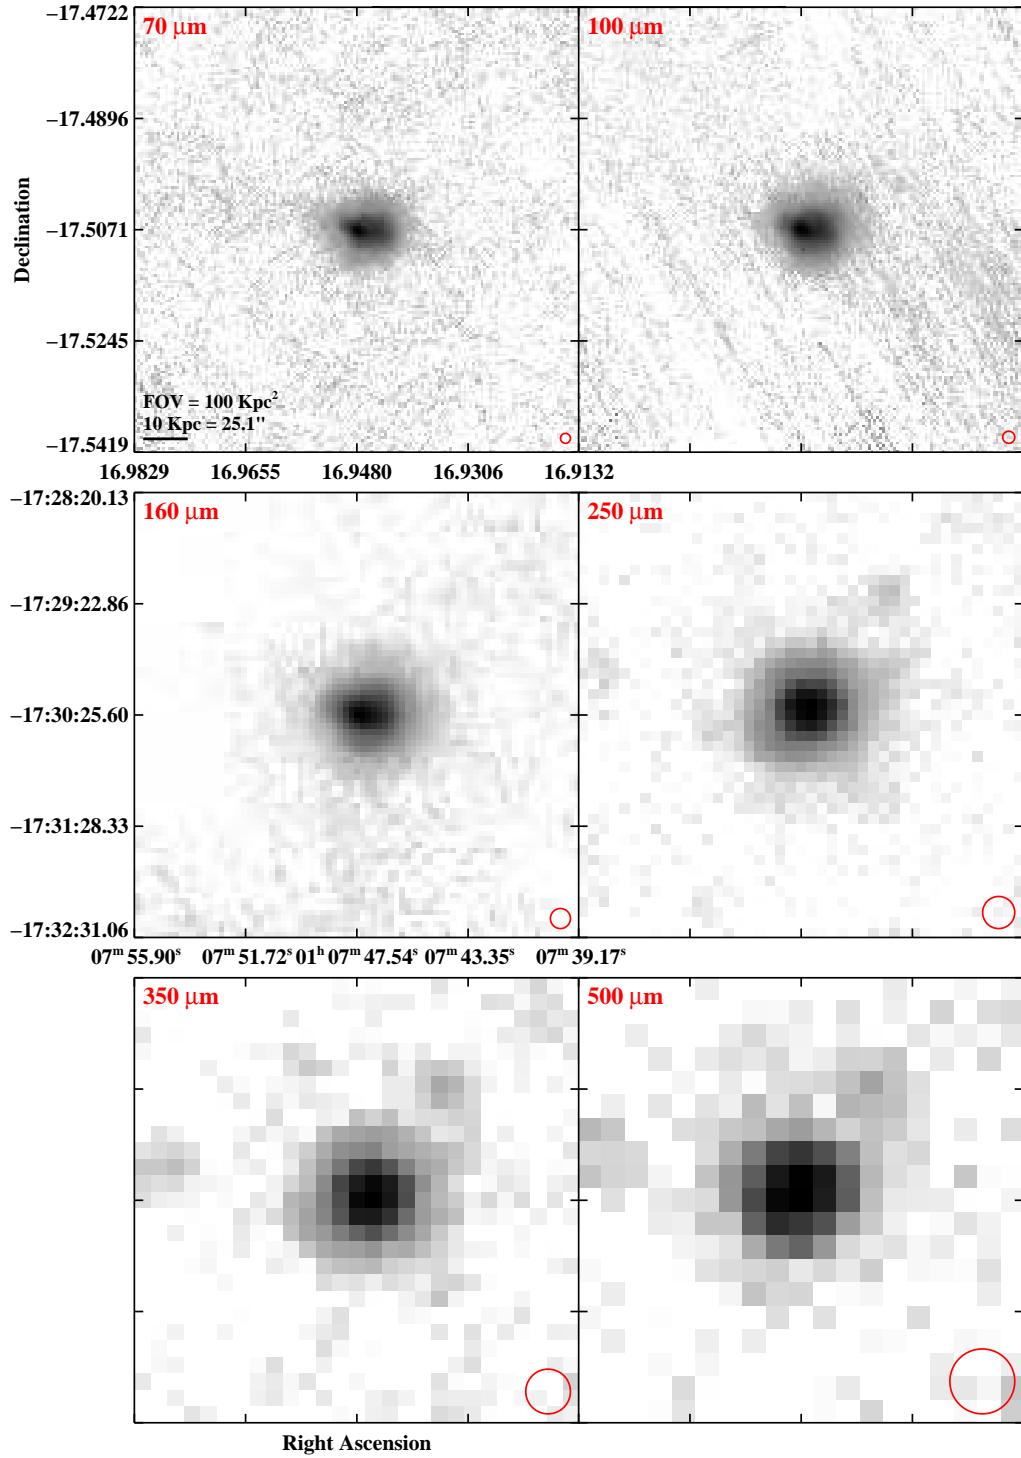 −17.4722
70 μm
100 μm
−17.4896
Declination
−17.5071
−17.5245
FOV = 100 Kpc²
10 Kpc = 25.1"
−17.5419
16.9829 16.9655 16.9480 16.9306 16.9132
−17:28:20.13
160 μm
250 μm
−17:29:22.86
−17:30:25.60
−17:31:28.33
−17:32:31.06
07ᵐ 55.90ˢ 07ᵐ 51.72ˢ 01ʰ 07ᵐ 47.54ˢ 07ᵐ 43.35ˢ 07ᵐ 39.17ˢ
350 μm
500 μm
Right Ascension